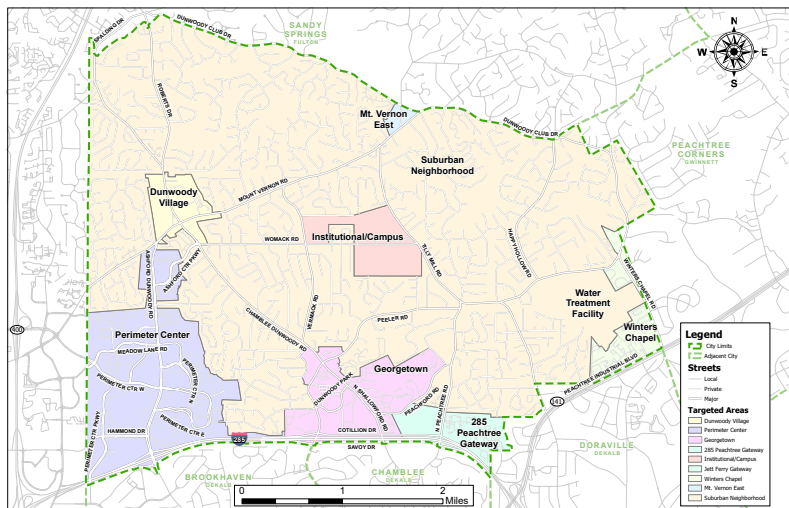 SPALDING DR
DUNWOODY CLUB DR
SANDY
SPRINGS
FULTON
N
W
E
S
ROBERTS DR
Mt. Vernon
East
DUNWOODY CLUB DR
PEACHTREE
CORNERS
GWINNETT
Suburban
Neighborhood
Dunwoody
Village
MOUNT VERNON RD
WOMACK RD
Institutional/Campus
TILLY MILL RD
HAPPY HOLLOW RD
ASHFORD DUNWOODY RD
ASHFORD CTR PKWY
VERMACK RD
CHAMBLEE DUNWOODY RD
PEELER RD
Water
Treatment
Facility
WINTERS CHAPEL RD
Winters
Chapel
400
Perimeter Center
MEADOW LANE RD
PERIMETER CTR W
PERIMETER CTR N
PERIMETER CTR E
PERIMETER CTR PKWY
HAMMOND DR
Georgetown
DUNWOODY PARK
N SHALLOWFORD RD
PEACHFORD RD
N PEACHTREE RD
285
Peachtree
Gateway
PEACHTREE INDUSTRIAL BLVD
141
COTILLION DR
SAVOY DR
285
BROOKHAVEN
DEKALB
CHAMBLEE
DEKALB
DORAVILLE
DEKALB
0
1
2
Miles
Legend
City Limits
Adjacent City
Streets
Local
Private
Major
Targeted Areas
Dunwoody Village
Perimeter Center
Georgetown
285 Peachtree Gateway
Institutional/Campus
Jett Ferry Gateway
Winters Chapel
Mt. Vernon East
Suburban Neighborhood